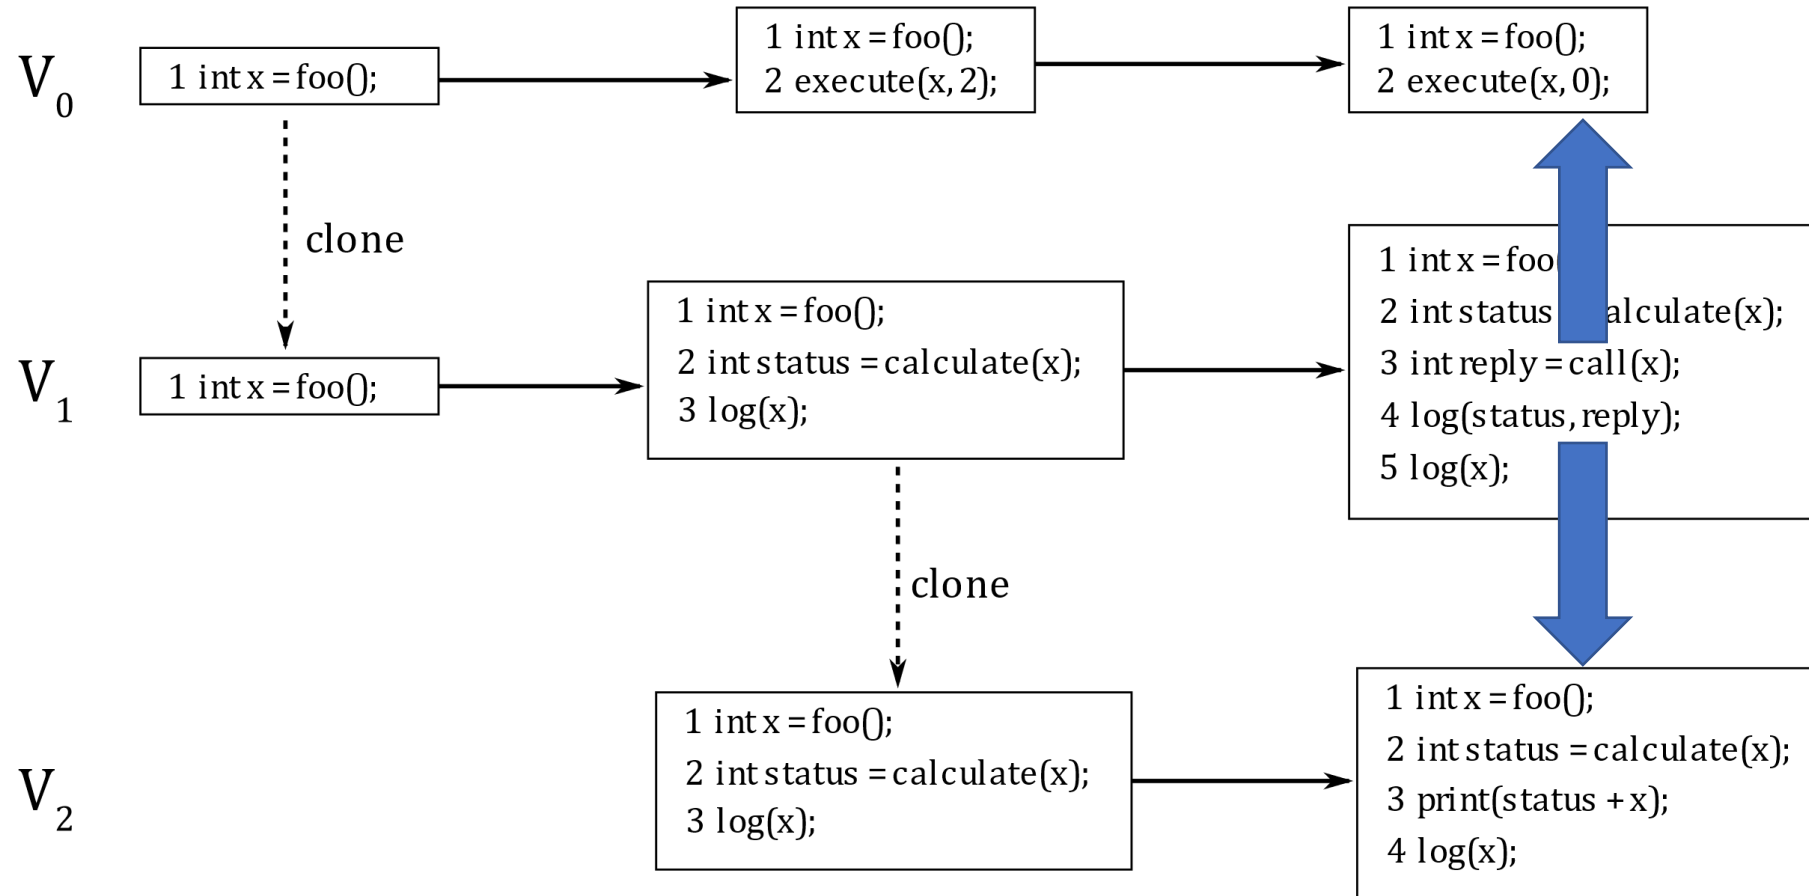 V0
1 int x = foo();
1 int x = foo();
2 execute(x, 2);
1 int x = foo();
2 execute(x, 0);
clone
V1
1 int x = foo();
1 int x = foo();
2 int status = calculate(x);
3 log(x);
1 int x = foo(
2 int status alculate(x);
3 int reply = call(x);
4 log(status, reply);
5 log(x);
clone
V2
1 int x = foo();
2 int status = calculate(x);
3 log(x);
1 int x = foo();
2 int status = calculate(x);
3 print(status + x);
4 log(x);